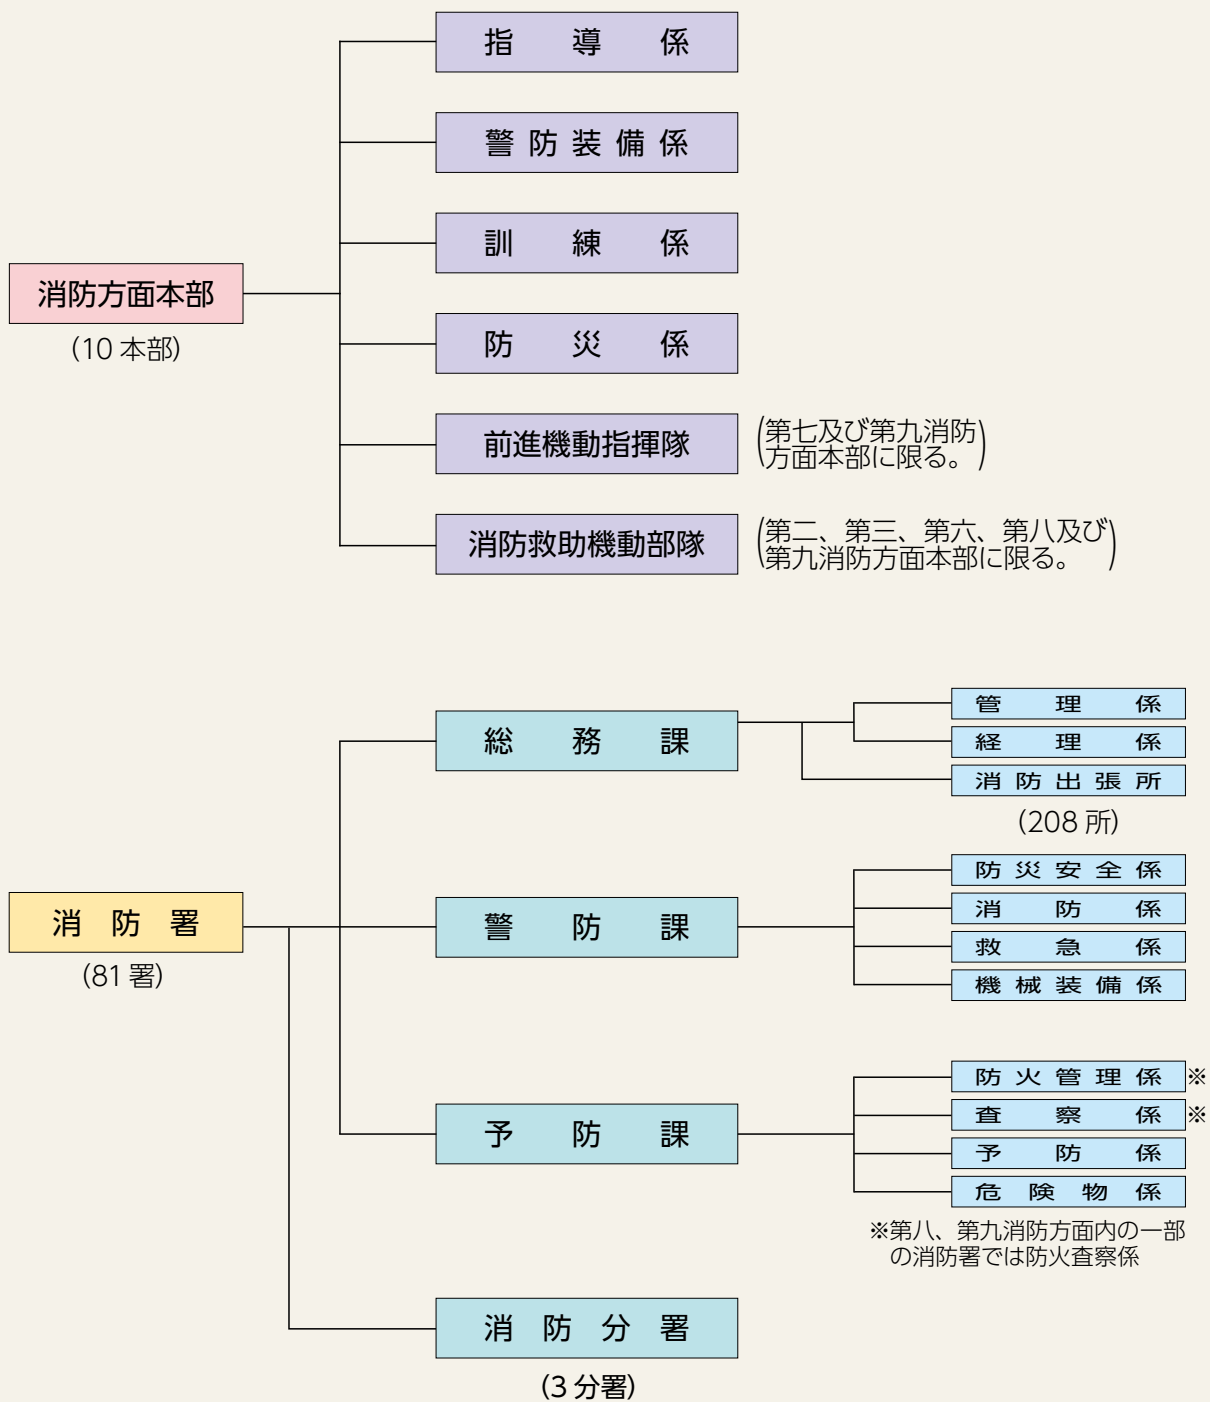 指導係
警防装備係
訓練係
消防方面本部
(10本部)
防災係
前進機動指揮隊
(第七及び第九消防
方面本部に限る。)
消防救助機動部隊
(第二、第三、第六、第八及び
第九消防方面本部に限る。)
総務課
管理係
経理係
消防出張所
(208所)
消防署
(81署)
警防課
防災安全係
消防係
救急係
機械装備係
予防課
防火管理係※
査察係※
予防係
危険物係
※第八、第九消防方面内の一部
の消防署では防火査察係
消防分署
(3分署)